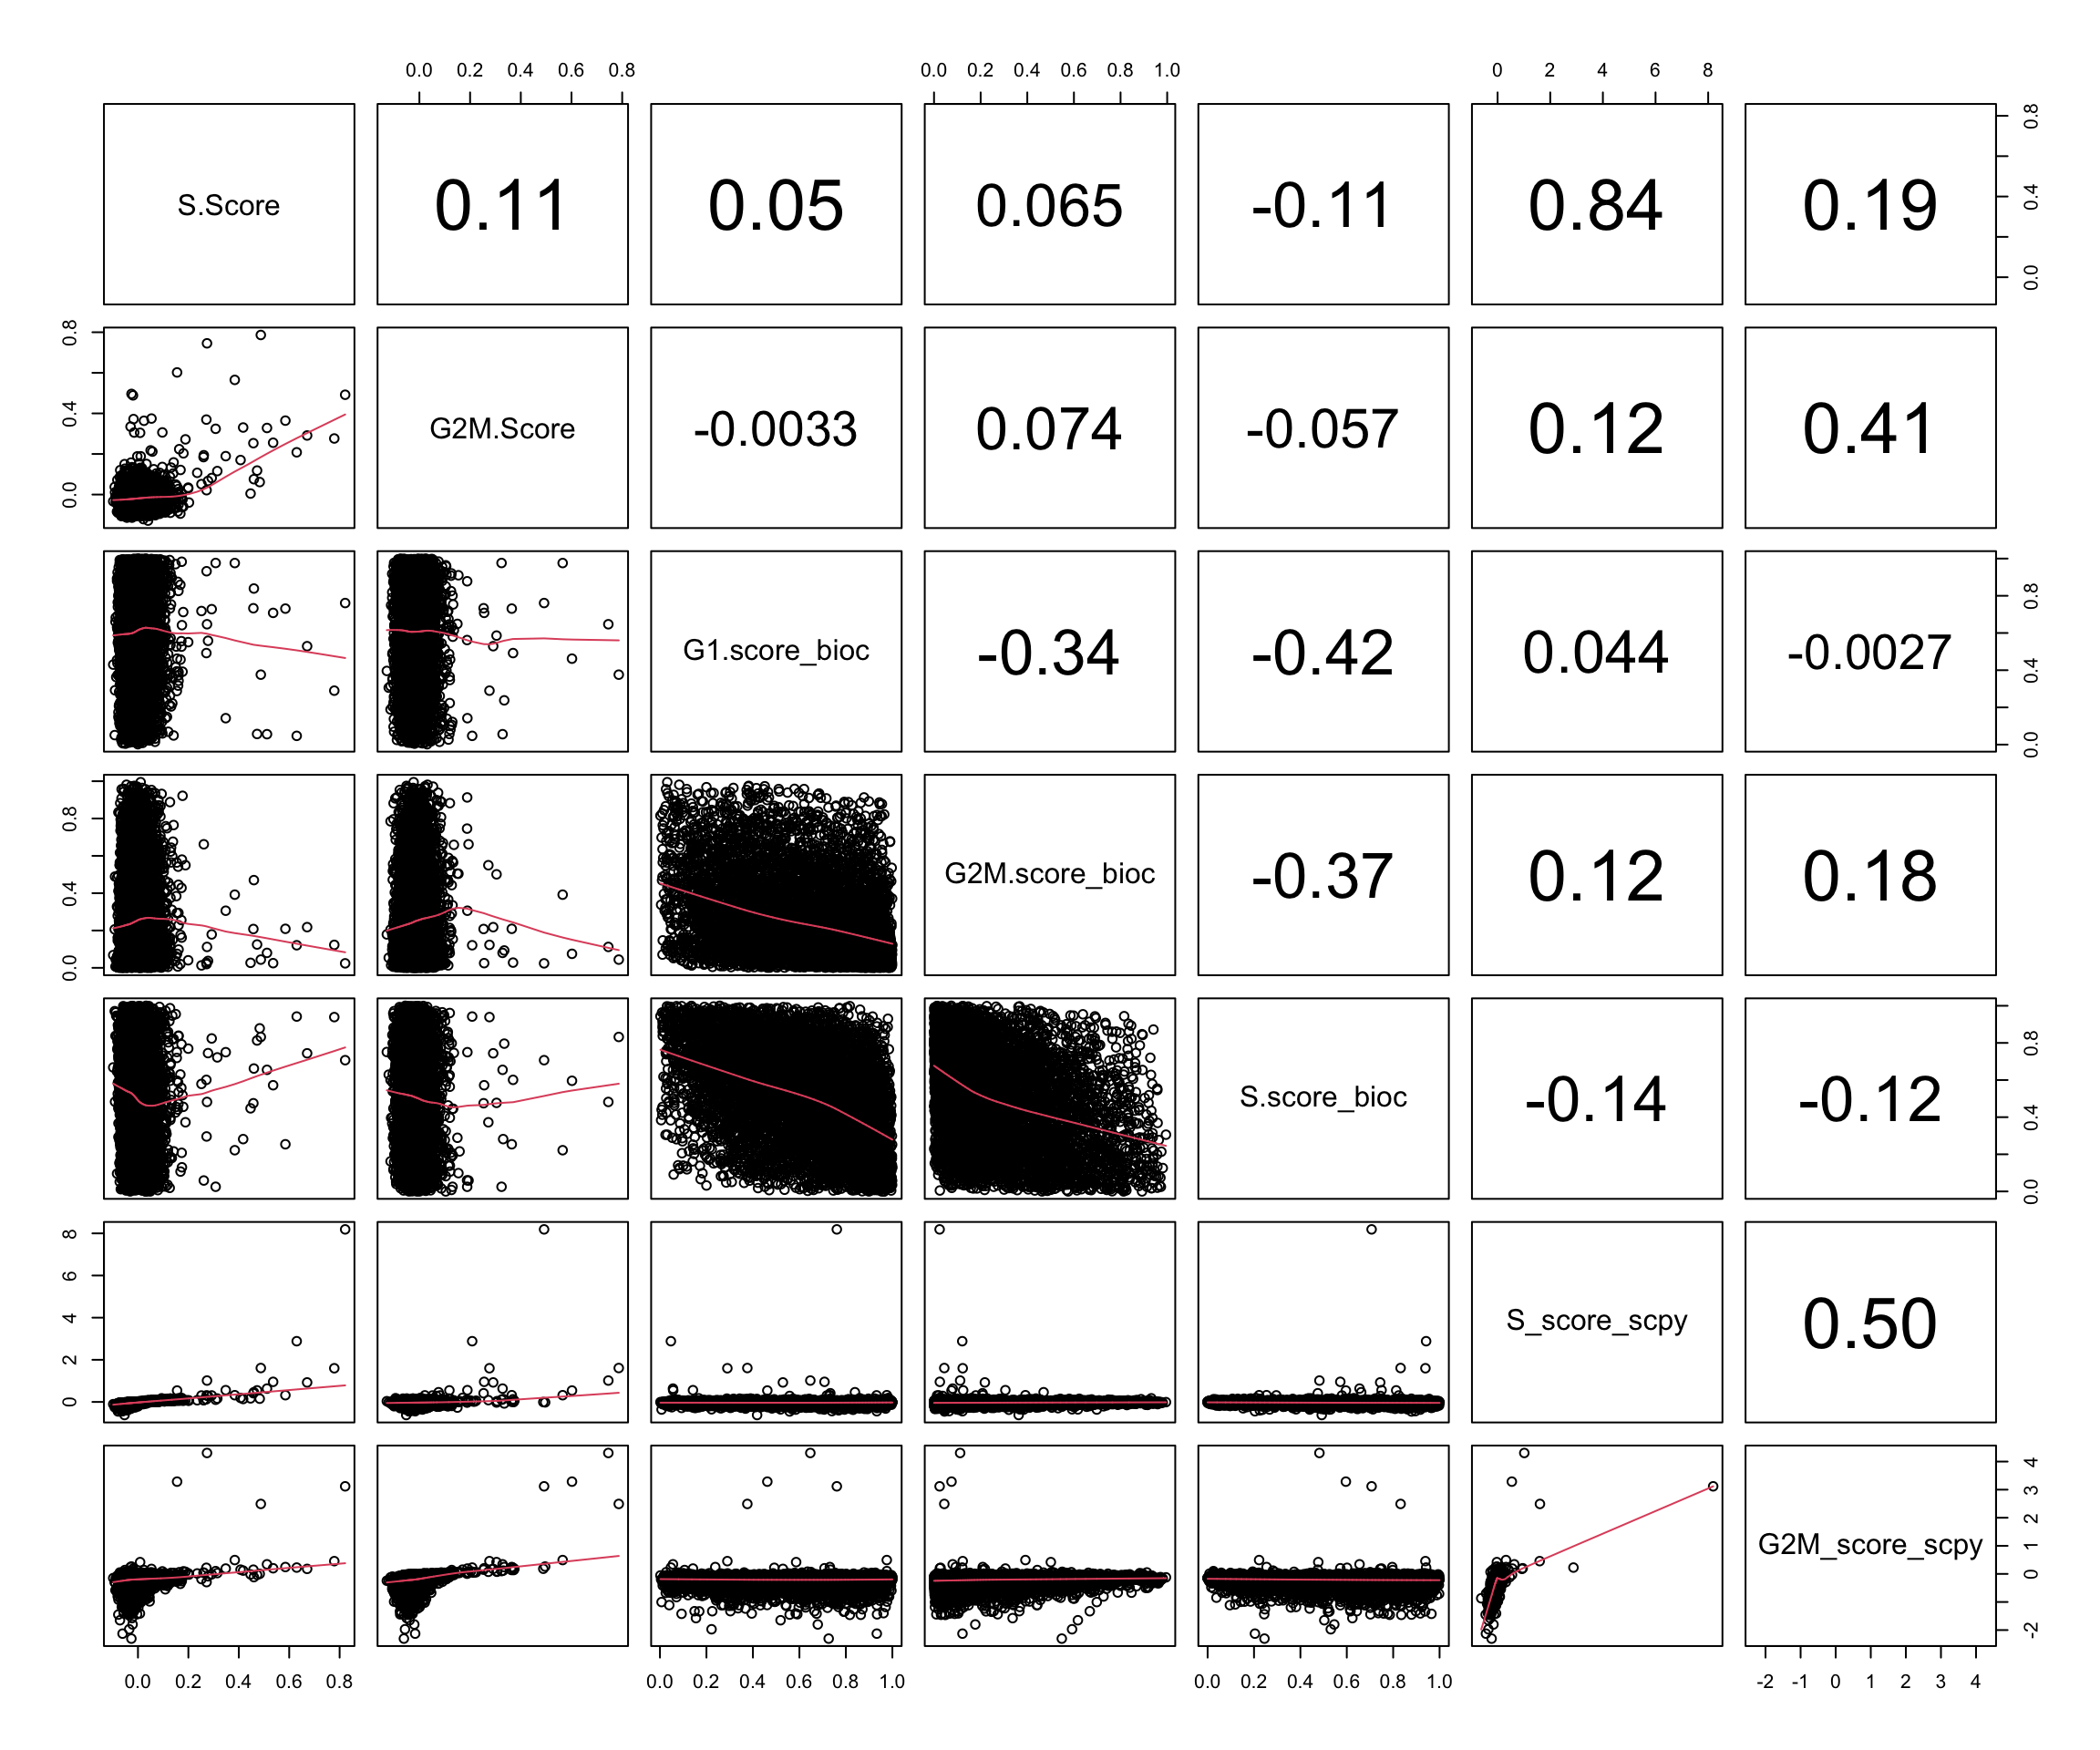 0.0 0.2 0.4 0.6 0.8 0.0 0.2 0.4 0.6 0.8 1.0 0 2 4 6 8
S.Score 0.11 0.05 0.065 -0.11 0.84 0.19 0.0 0.4 0.8
0.0 0.4 0.8 G2M.Score -0.0033 0.074 -0.057 0.12 0.41
G1.score_bioc -0.34 -0.42 0.044 -0.0027 0.0 0.4 0.8
0.0 0.4 0.8 G2M.score_bioc -0.37 0.12 0.18
S.score_bioc -0.14 -0.12 0.0 0.4 0.8
0 2 4 6 8 S_score_scpy 0.50
G2M_score_scpy -2 0 1 2 3 4
0.0 0.2 0.4 0.6 0.8 0.0 0.2 0.4 0.6 0.8 1.0 0.0 0.2 0.4 0.6 0.8 1.0 -2 -1 0 1 2 3 4